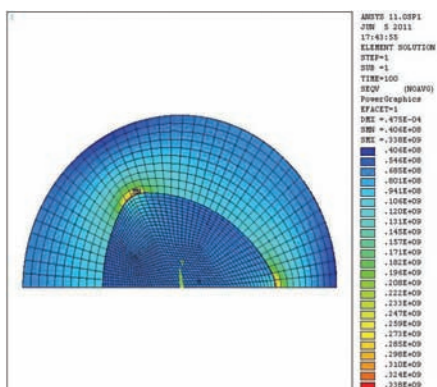 ANSYS 11.0SP1
JUN 5 2011
17:43:55
ELEMENT SOLUTION
STEP=1
SUB =1
TIME=100
SEQV (NOAVG)
PowerGraphics
EFACET=1
DMX =.475E-04
SMN =.406E+08
SMX =.338E+09
.406E+08
.546E+08
.685E+08
.801E+08
.941E+08
.106E+09
.120E+09
.131E+09
.145E+09
.157E+09
.171E+09
.182E+09
.196E+09
.208E+09
.222E+09
.233E+09
.247E+09
.259E+09
.273E+09
.285E+09
.298E+09
.310E+09
.324E+09
.338E+09